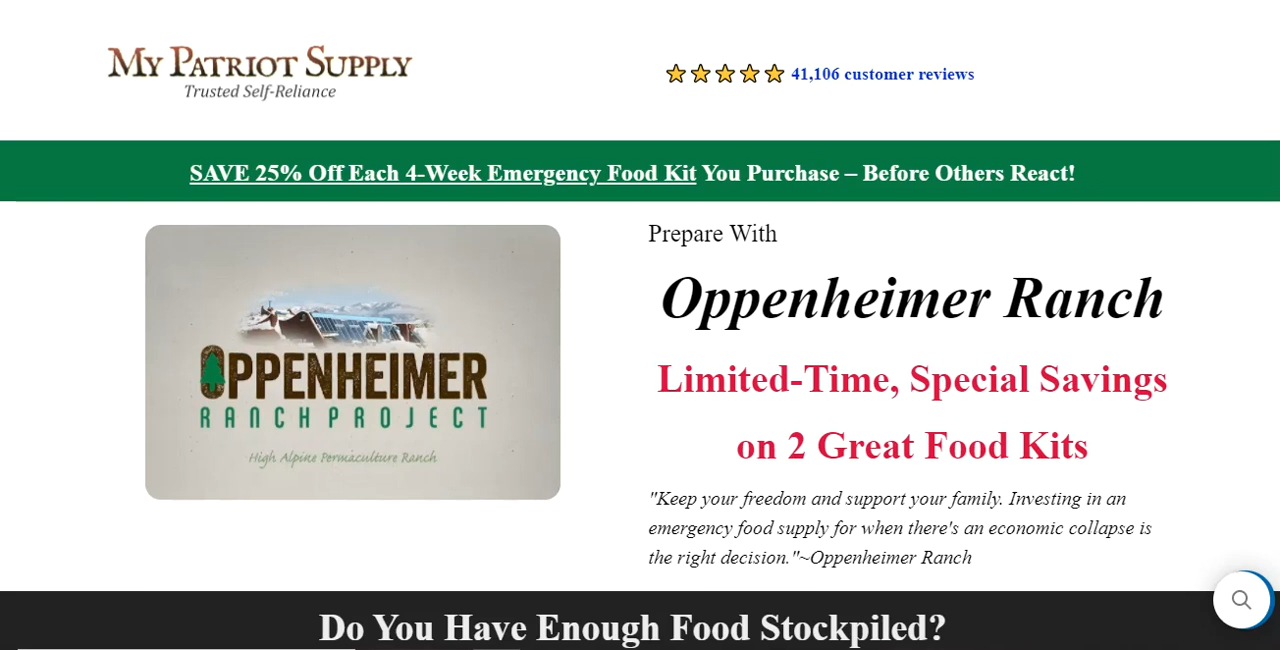 MY PATRIOT SUPPLY
Trusted Self-Reliance
41,106 customer reviews
SAVE 25% Off Each 4-Week Emergency Food Kit You Purchase – Before Others React!
OPPENHEIMER
RANCH PROJECT
High Alpine Permaculture Ranch
Prepare With
Oppenheimer Ranch
Limited-Time, Special Savings
on 2 Great Food Kits
"Keep your freedom and support your family. Investing in an
emergency food supply for when there's an economic collapse is
the right decision."~Oppenheimer Ranch
Do You Have Enough Food Stockpiled?